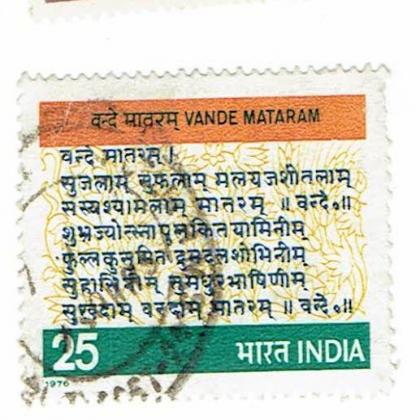 वन्दे मातरम् VANDE MATARAM
वन्दे मातरम् ।
सुजलाम् सुफलाम् मलयजशीतलाम्
सस्यश्यामलाम् मातरम् ॥ वन्दे०॥
शुभ्रज्योत्स्नापुलकितयामिनीम्
फुल्लकुसुमित द्रुमदलशोभिनीम्
सुहासिनीम् सुमधुरभाषिणीम्
सुखदाम् वरदाम् मातरम् ॥ वन्दे०॥
25 भारत INDIA
1976